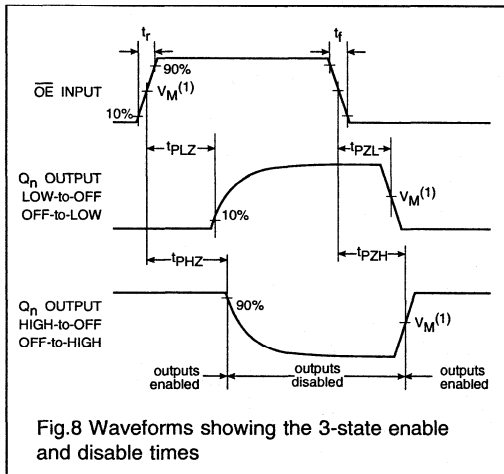 tr
tf
90%
OE INPUT
VM(1)
10%
tPLZ
tPZL
Qn OUTPUT
LOW-to-OFF
OFF-to-LOW
VM(1)
10%
tPHZ
tPZH
90%
Qn OUTPUT
HIGH-to-OFF
OFF-to-HIGH
VM(1)
outputs
enabled
outputs
disabled
outputs
enabled
Fig.8 Waveforms showing the 3-state enable
and disable times